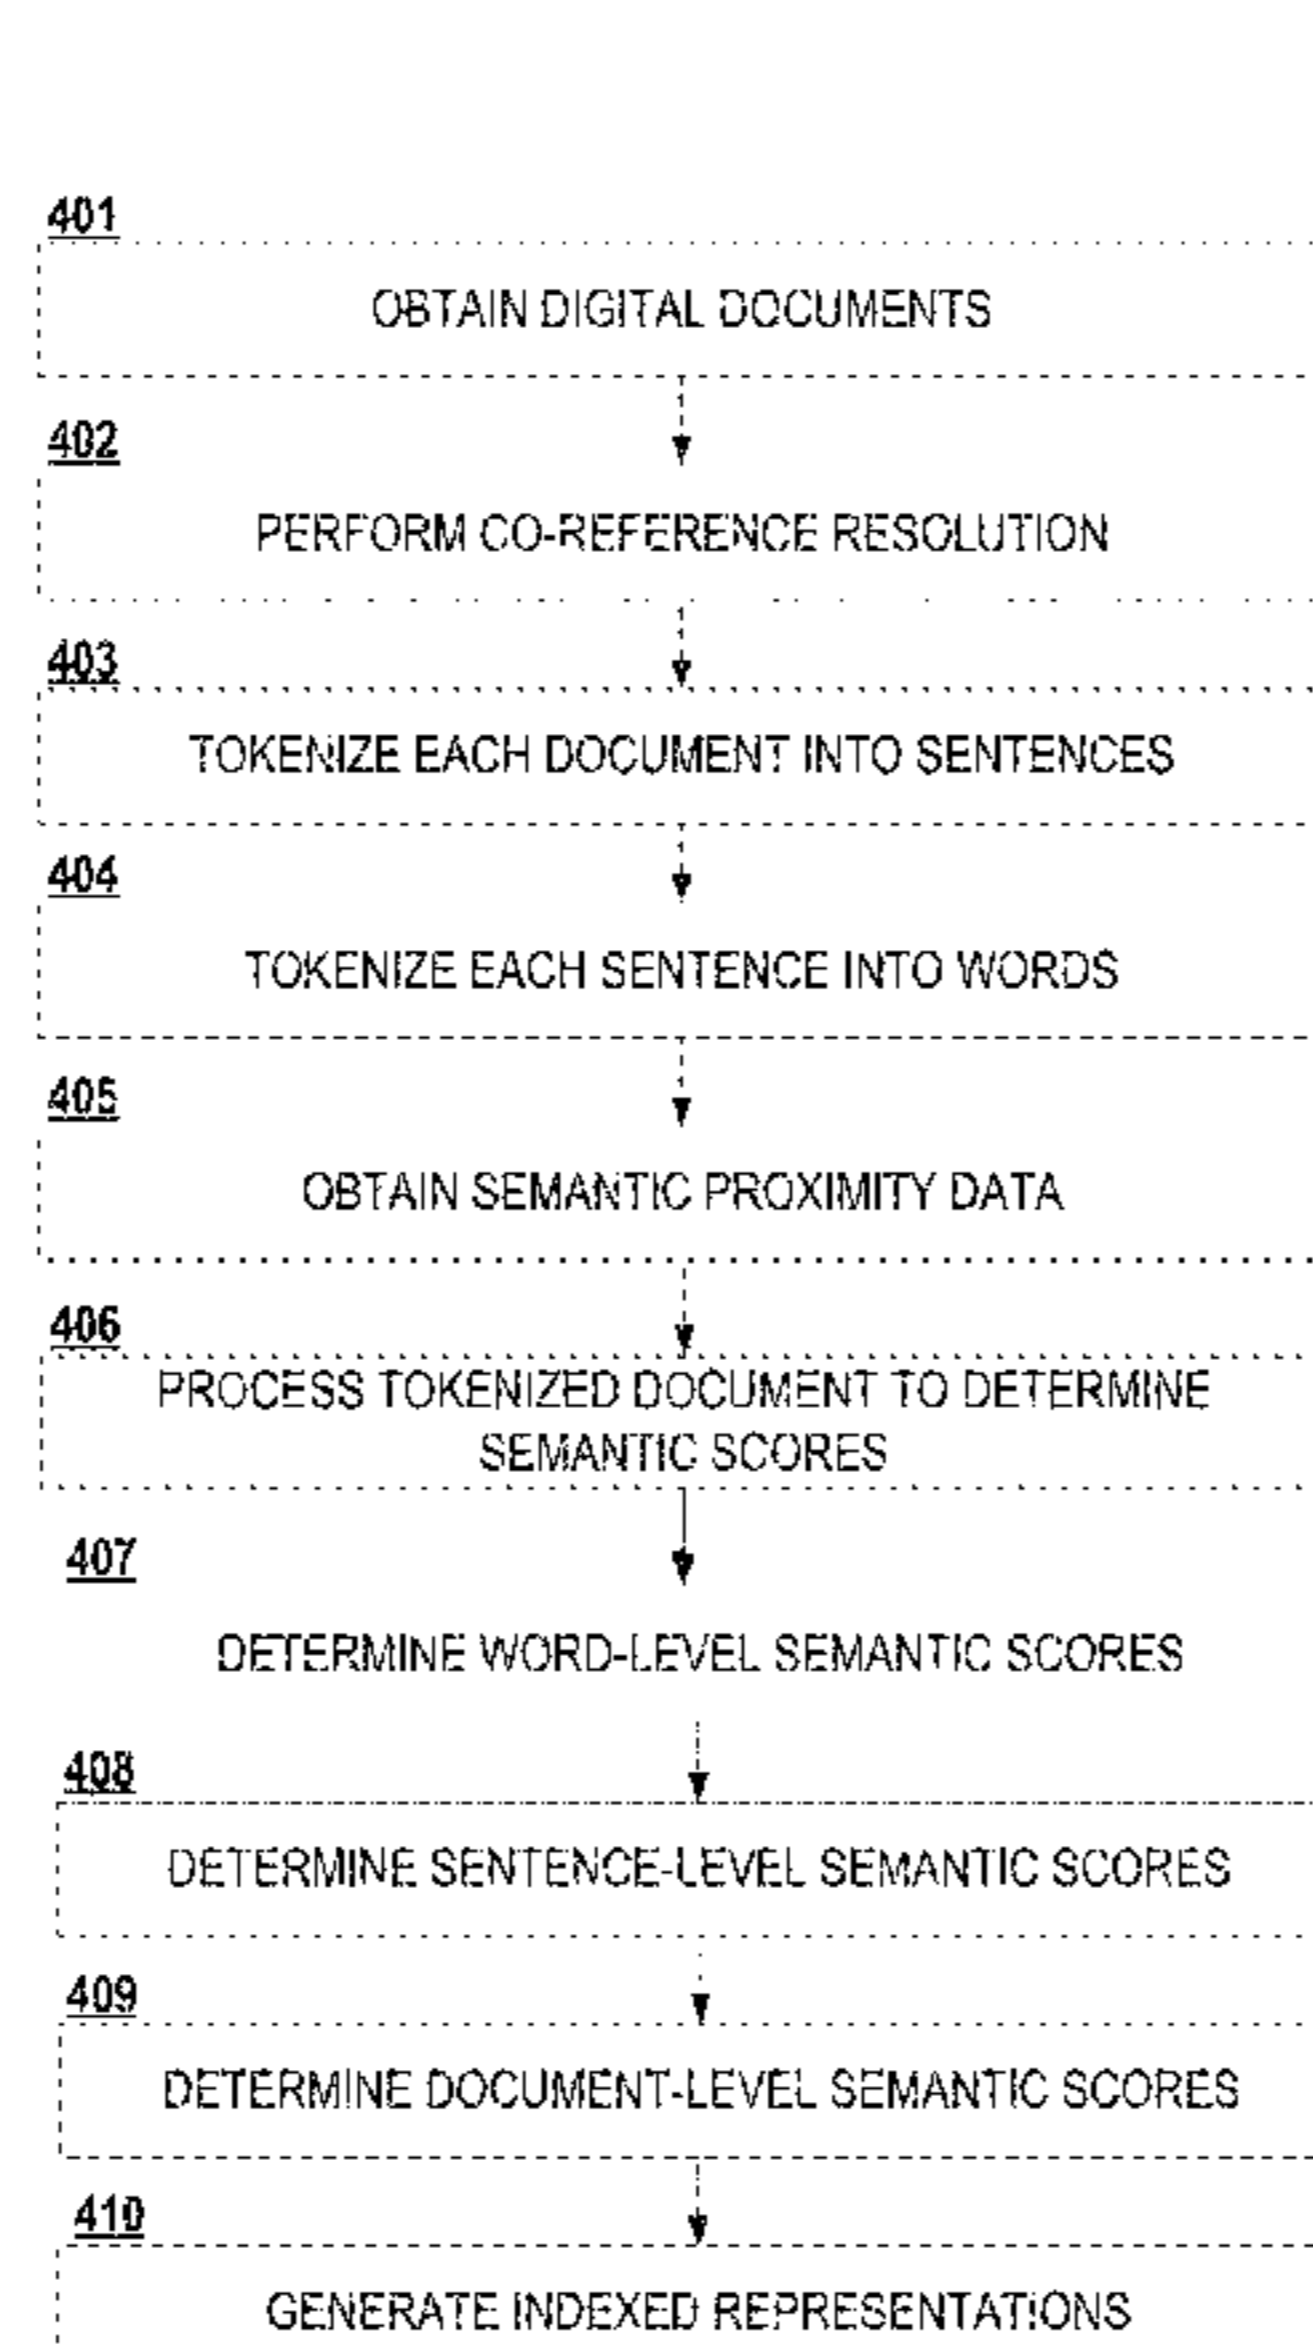 401
OBTAIN DIGITAL DOCUMENTS
402
PERFORM CO-REFERENCE RESOLUTION
403
TOKENIZE EACH DOCUMENT INTO SENTENCES
404
TOKENIZE EACH SENTENCE INTO WORDS
405
OBTAIN SEMANTIC PROXIMITY DATA
406
PROCESS TOKENIZED DOCUMENT TO DETERMINE
SEMANTIC SCORES
407
DETERMINE WORD-LEVEL SEMANTIC SCORES
408
DETERMINE SENTENCE-LEVEL SEMANTIC SCORES
409
DETERMINE DOCUMENT-LEVEL SEMANTIC SCORES
410
GENERATE INDEXED REPRESENTATIONS